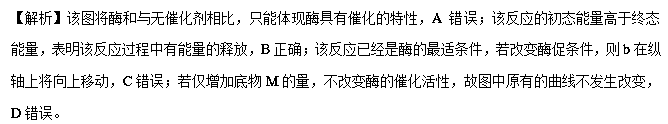 【解析】该图将酶和与无催化剂相比，只能体现酶具有催化的特性，A 错误；该反应的初态能量高于终态
能量，表明该反应过程中有能量的释放，B 正确；该反应已经是酶的最适条件，若改变酶促条件，则 b 在纵
轴上将向上移动，C 错误；若仅增加底物 M 的量，不改变酶的催化活性，故图中原有的曲线不发生改变，
D 错误。